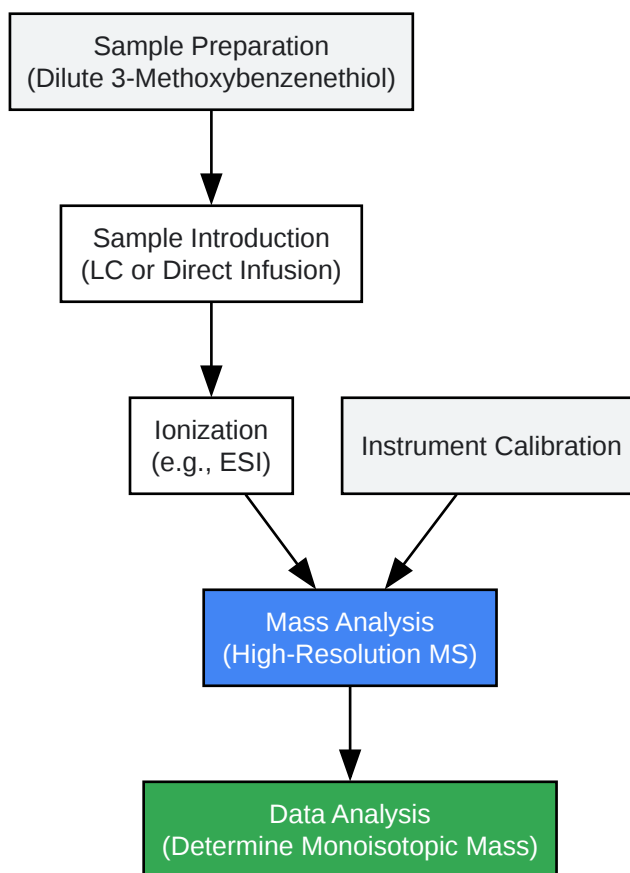 Sample Preparation
(Dilute 3-Methoxybenzenethiol)
Sample Introduction
(LC or Direct Infusion)
Ionization
(e.g., ESI)
Instrument Calibration
Mass Analysis
(High-Resolution MS)
Data Analysis
(Determine Monoisotopic Mass)